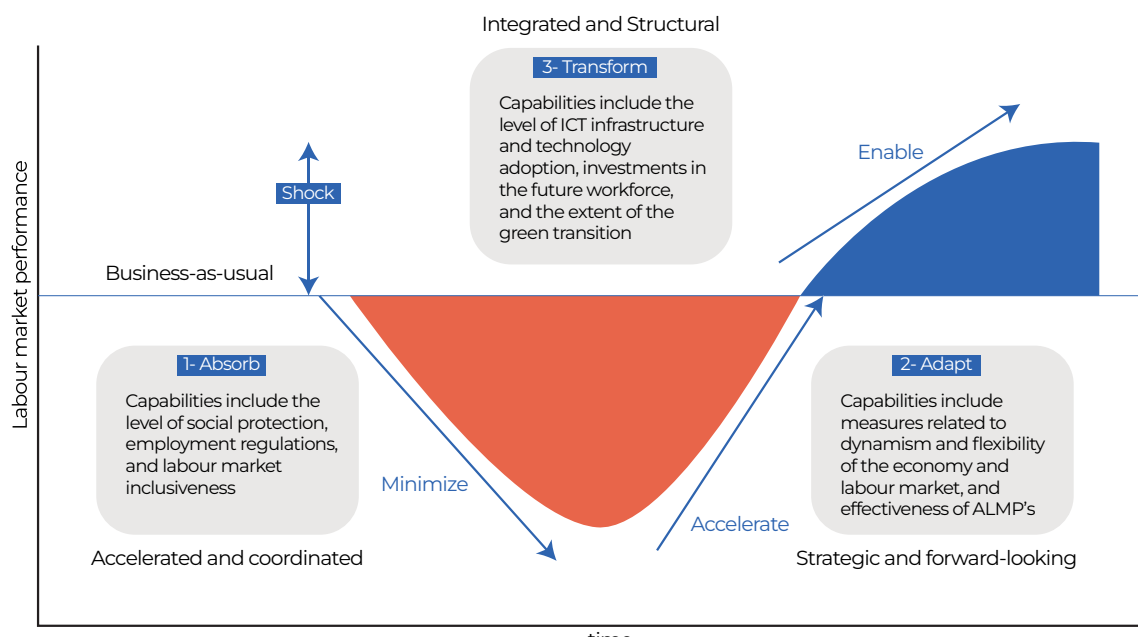 Integrated and Structural
3- Transform
Capabilities include the
level of ICT infrastructure
and technology
adoption, investments in
the future workforce,
and the extent of the
green transition
Enable
Shock
Labour market performance
Business-as-usual
1- Absorb
Capabilities include the
level of social protection,
employment regulations,
and labour market
inclusiveness
Accelerated and coordinated
Minimize
Accelerate
2- Adapt
Capabilities include
measures related to
dynamism and flexibility
of the economy and
labour market, and
effectiveness of ALMP's
Strategic and forward-looking
time